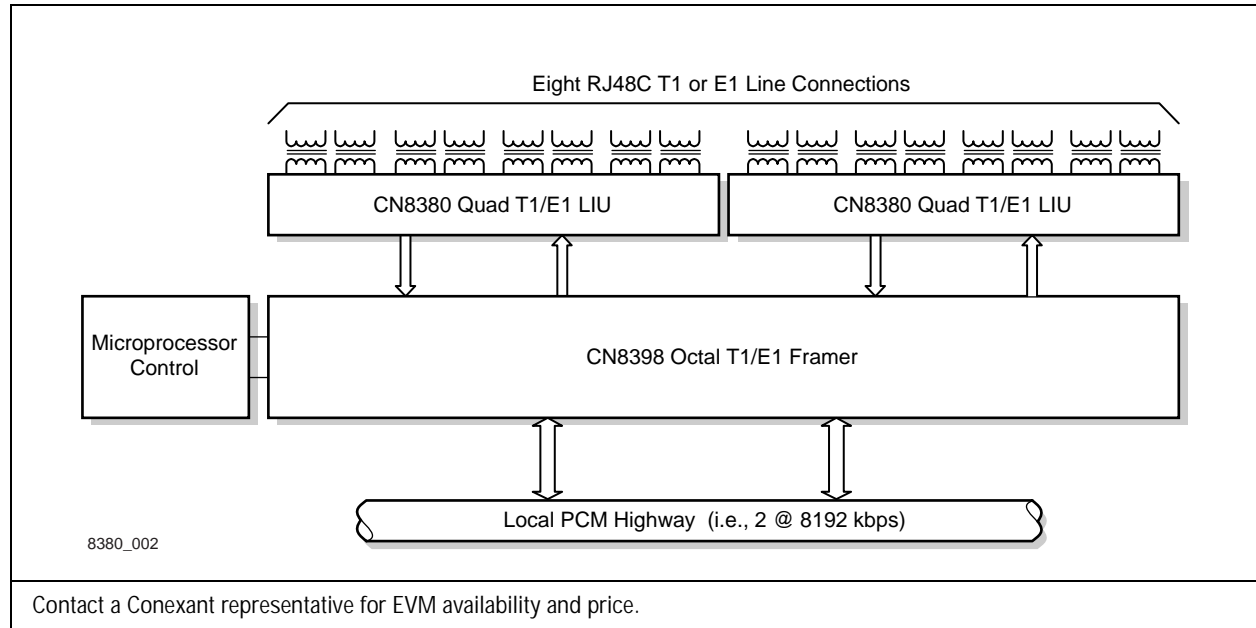 Eight RJ48C T1 or E1 Line Connections
CN8380 Quad T1/E1 LIU
CN8380 Quad T1/E1 LIU
Microprocessor
Control
CN8398 Octal T1/E1 Framer
Local PCM Highway (i.e., 2 @ 8192 kbps)
8380_002
Contact a Conexant representative for EVM availability and price.